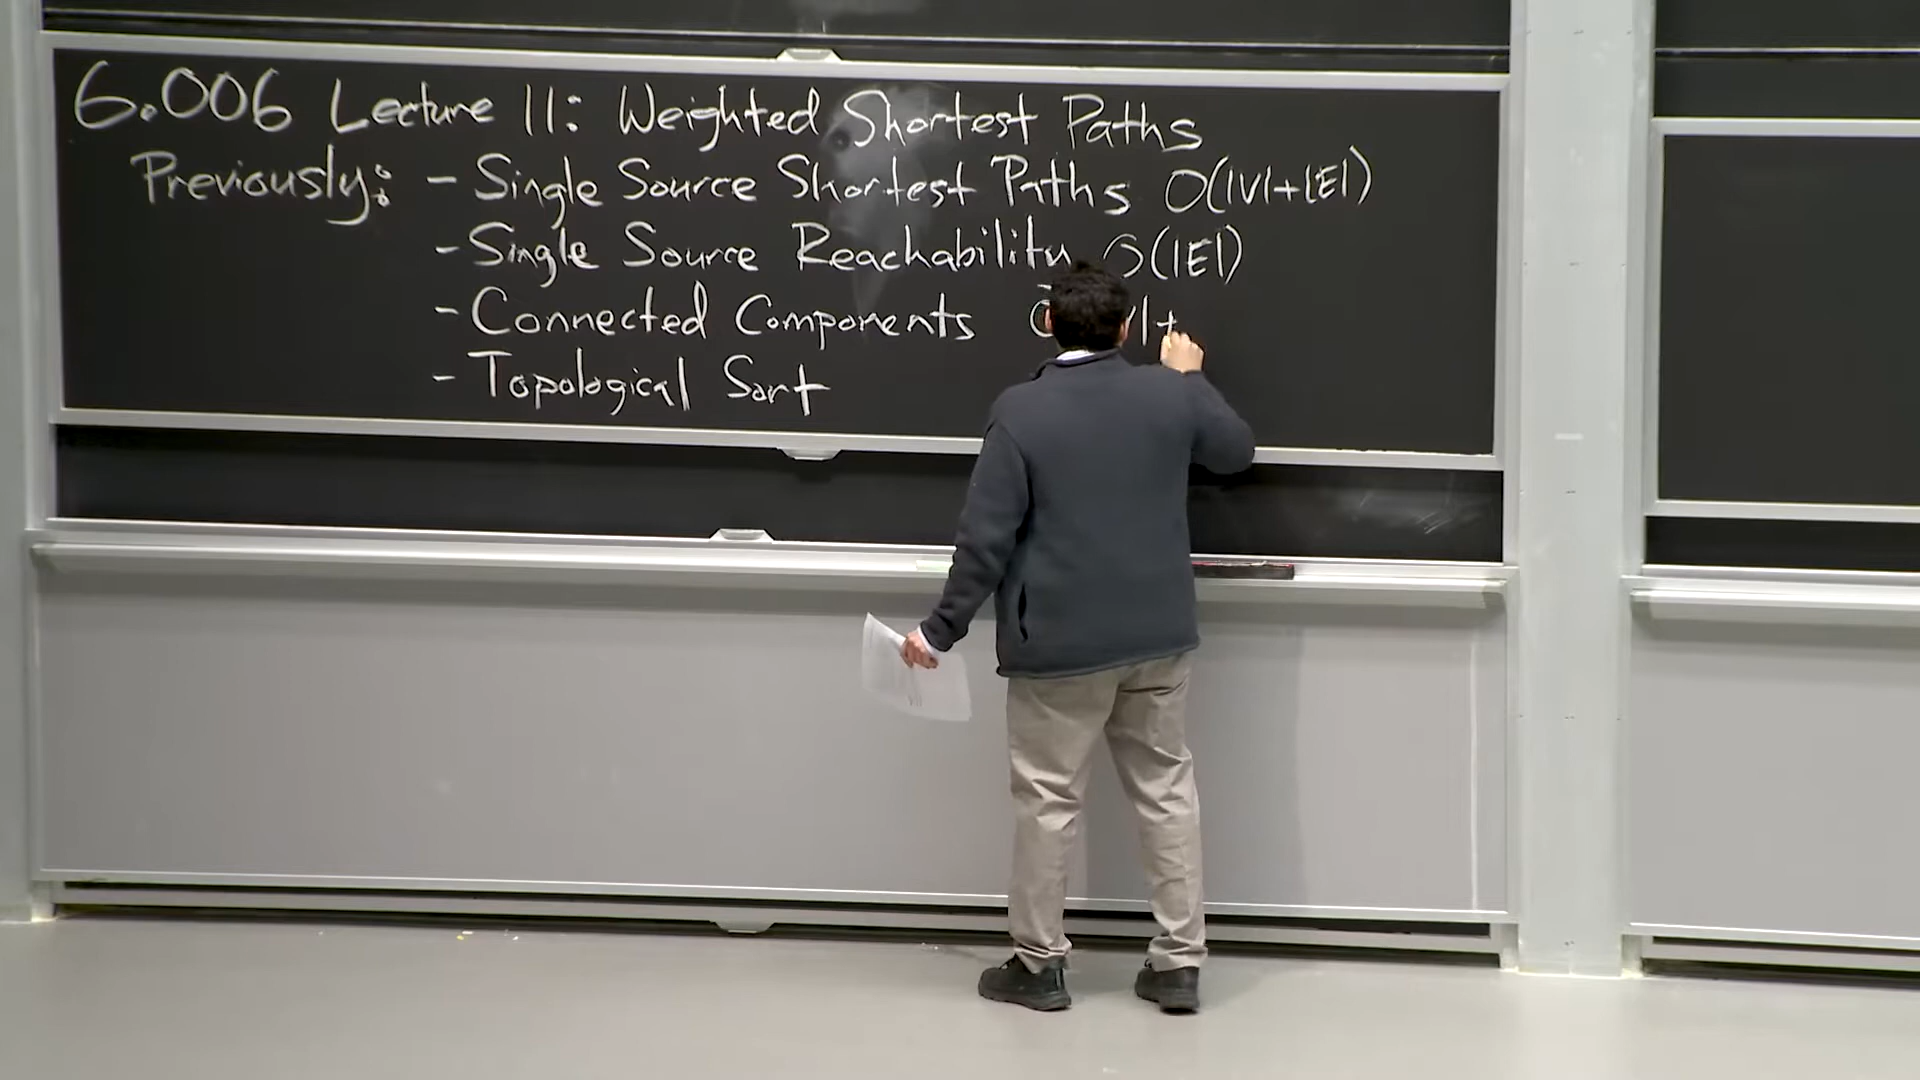 6.006 Lecture 11: Weighted Shortest Paths
Previously: - Single Source Shortest Paths O(|V|+|E|)
- Single Source Reachability O(|E|)
- Connected Components
- Topological Sort